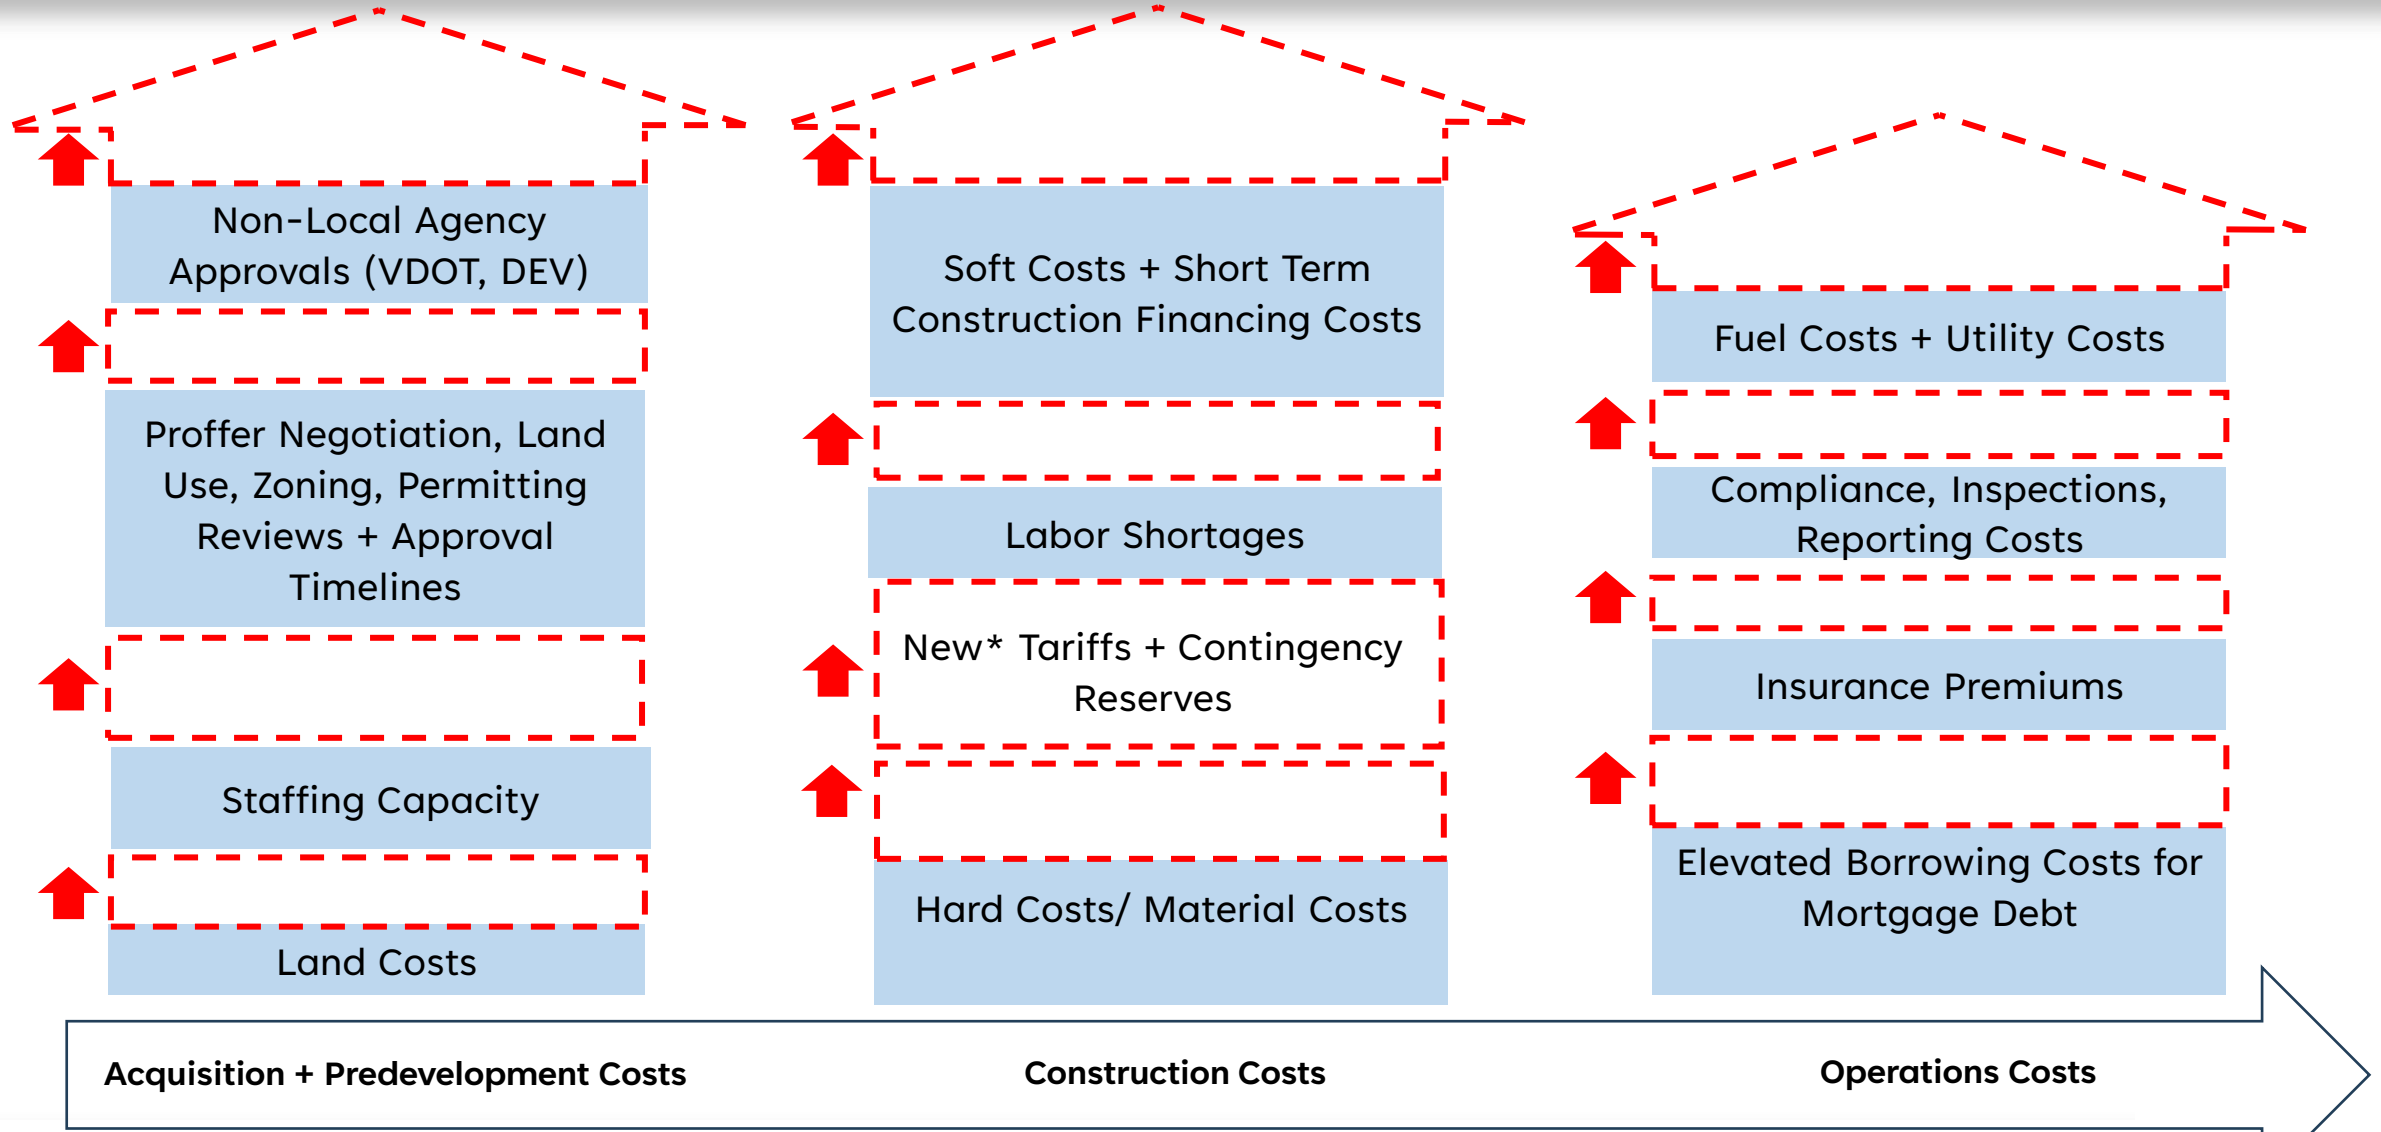 Non-Local Agency
Approvals (VDOT, DEV)
Proffer Negotiation, Land
Use, Zoning, Permitting
Reviews + Approval
Timelines
Staffing Capacity
Land Costs
Soft Costs + Short Term
Construction Financing Costs
Labor Shortages
New* Tariffs + Contingency
Reserves
Hard Costs/ Material Costs
Fuel Costs + Utility Costs
Compliance, Inspections,
Reporting Costs
Insurance Premiums
Elevated Borrowing Costs for
Mortgage Debt
Acquisition + Predevelopment Costs
Construction Costs
Operations Costs